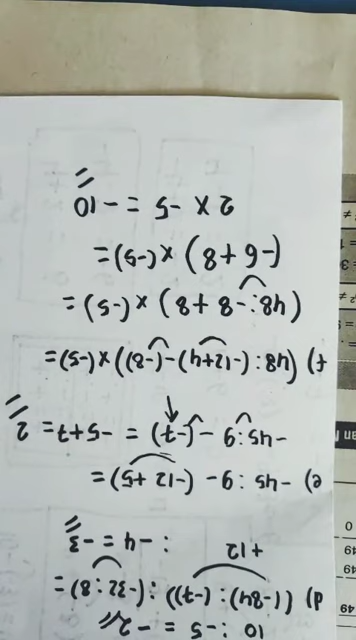 10 : -5 = -2
d) ((-84) : (-7)) : (-32 : 8) =
+12 : -4 = -3
e) -45 : 9 - (-12 + 5) =
-45 : 9 - (-7) = -5 + 7 = 2
f) (48 : (-12+4) - (-8)) x (-5) =
(48 : -8 + 8) x (-5) =
(-6 + 8) x (-5) =
2 x -5 = -10